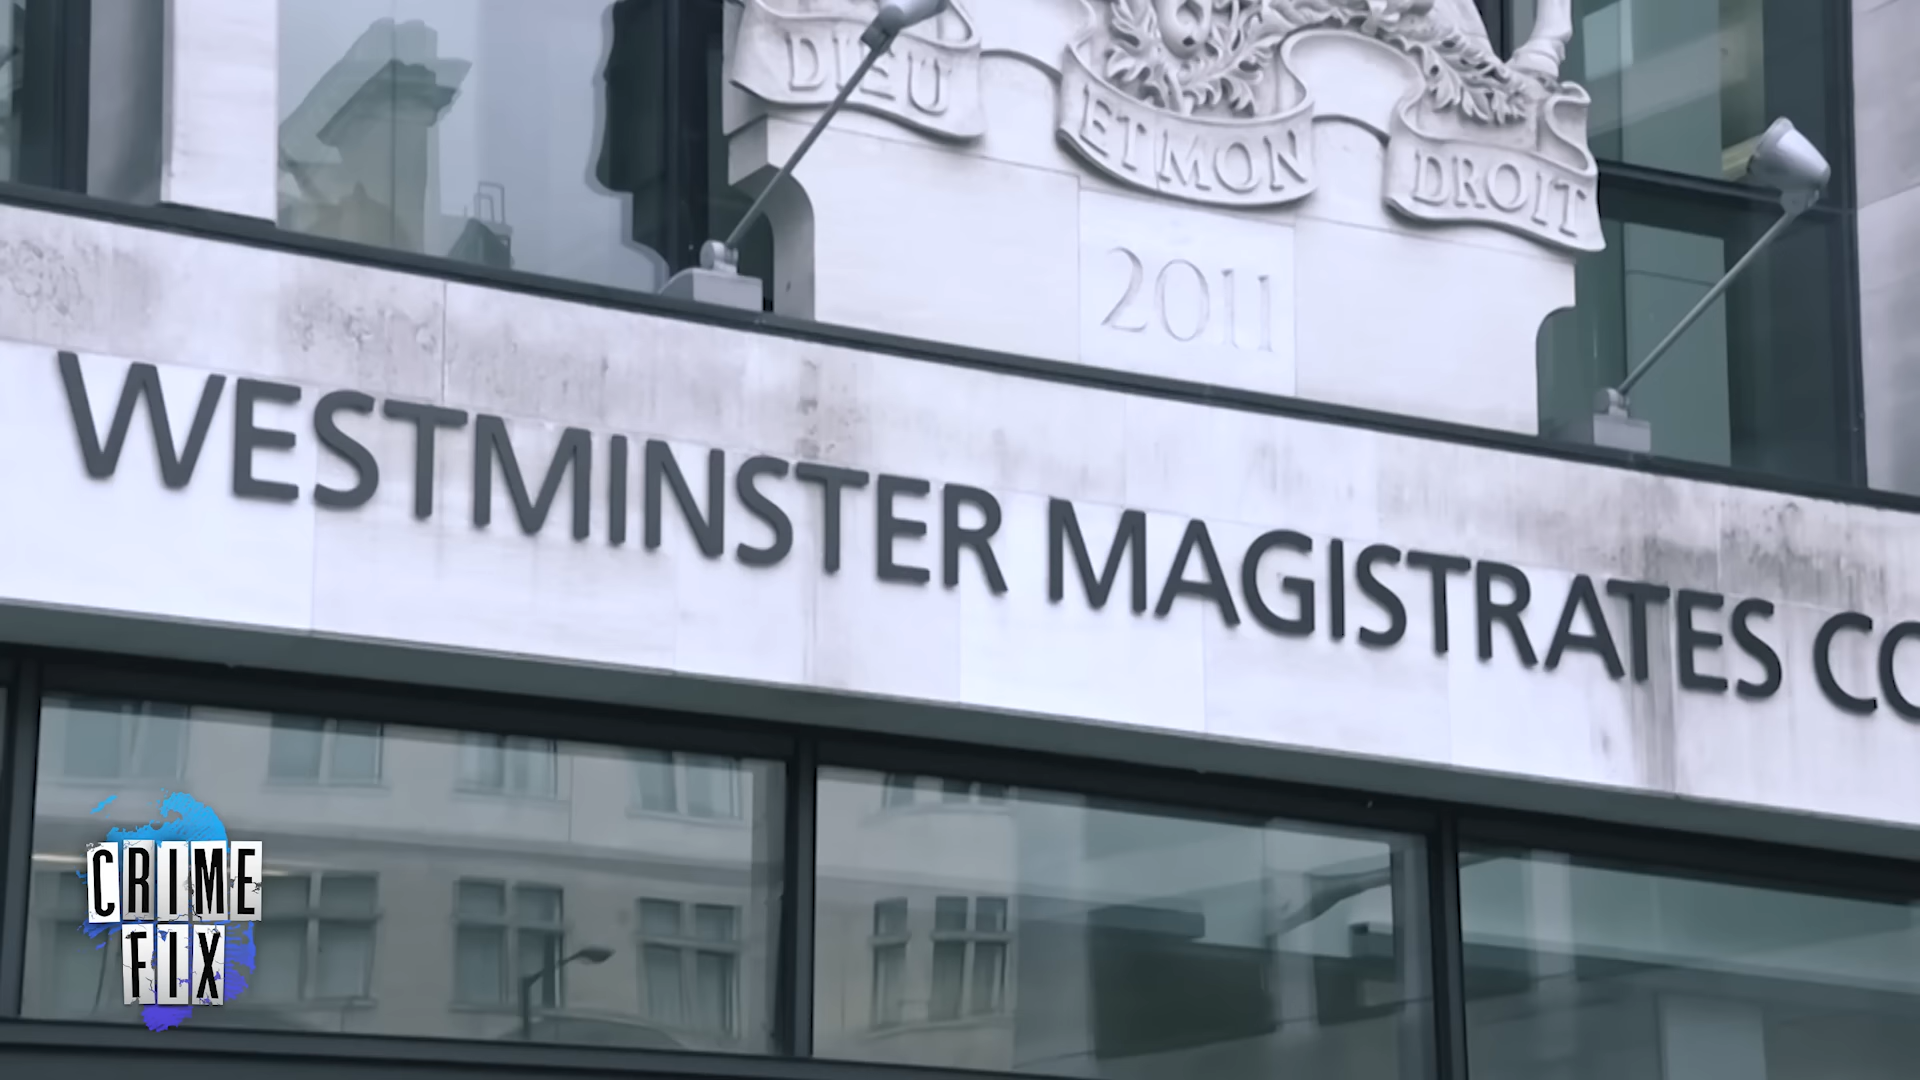 DIEU
ET MON
DROIT
2011
WESTMINSTER MAGISTRATES CO
CRIME
FIX